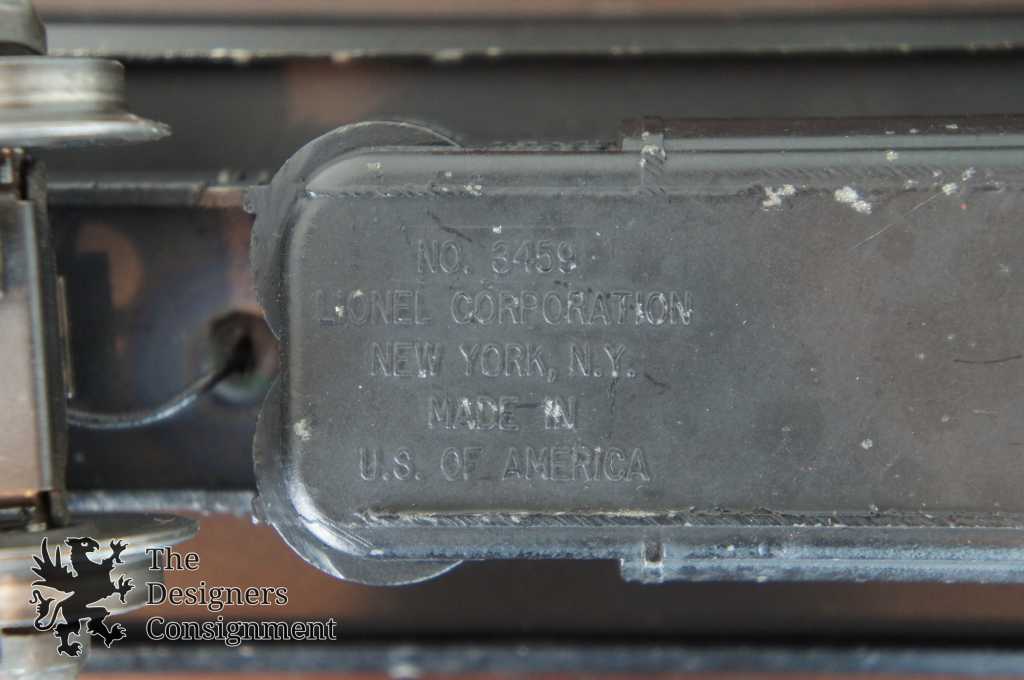 NO. 3459
LIONEL CORPORATION
NEW YORK, N.Y.
MADE IN
U.S. OF AMERICA
The
Designers
Consignment